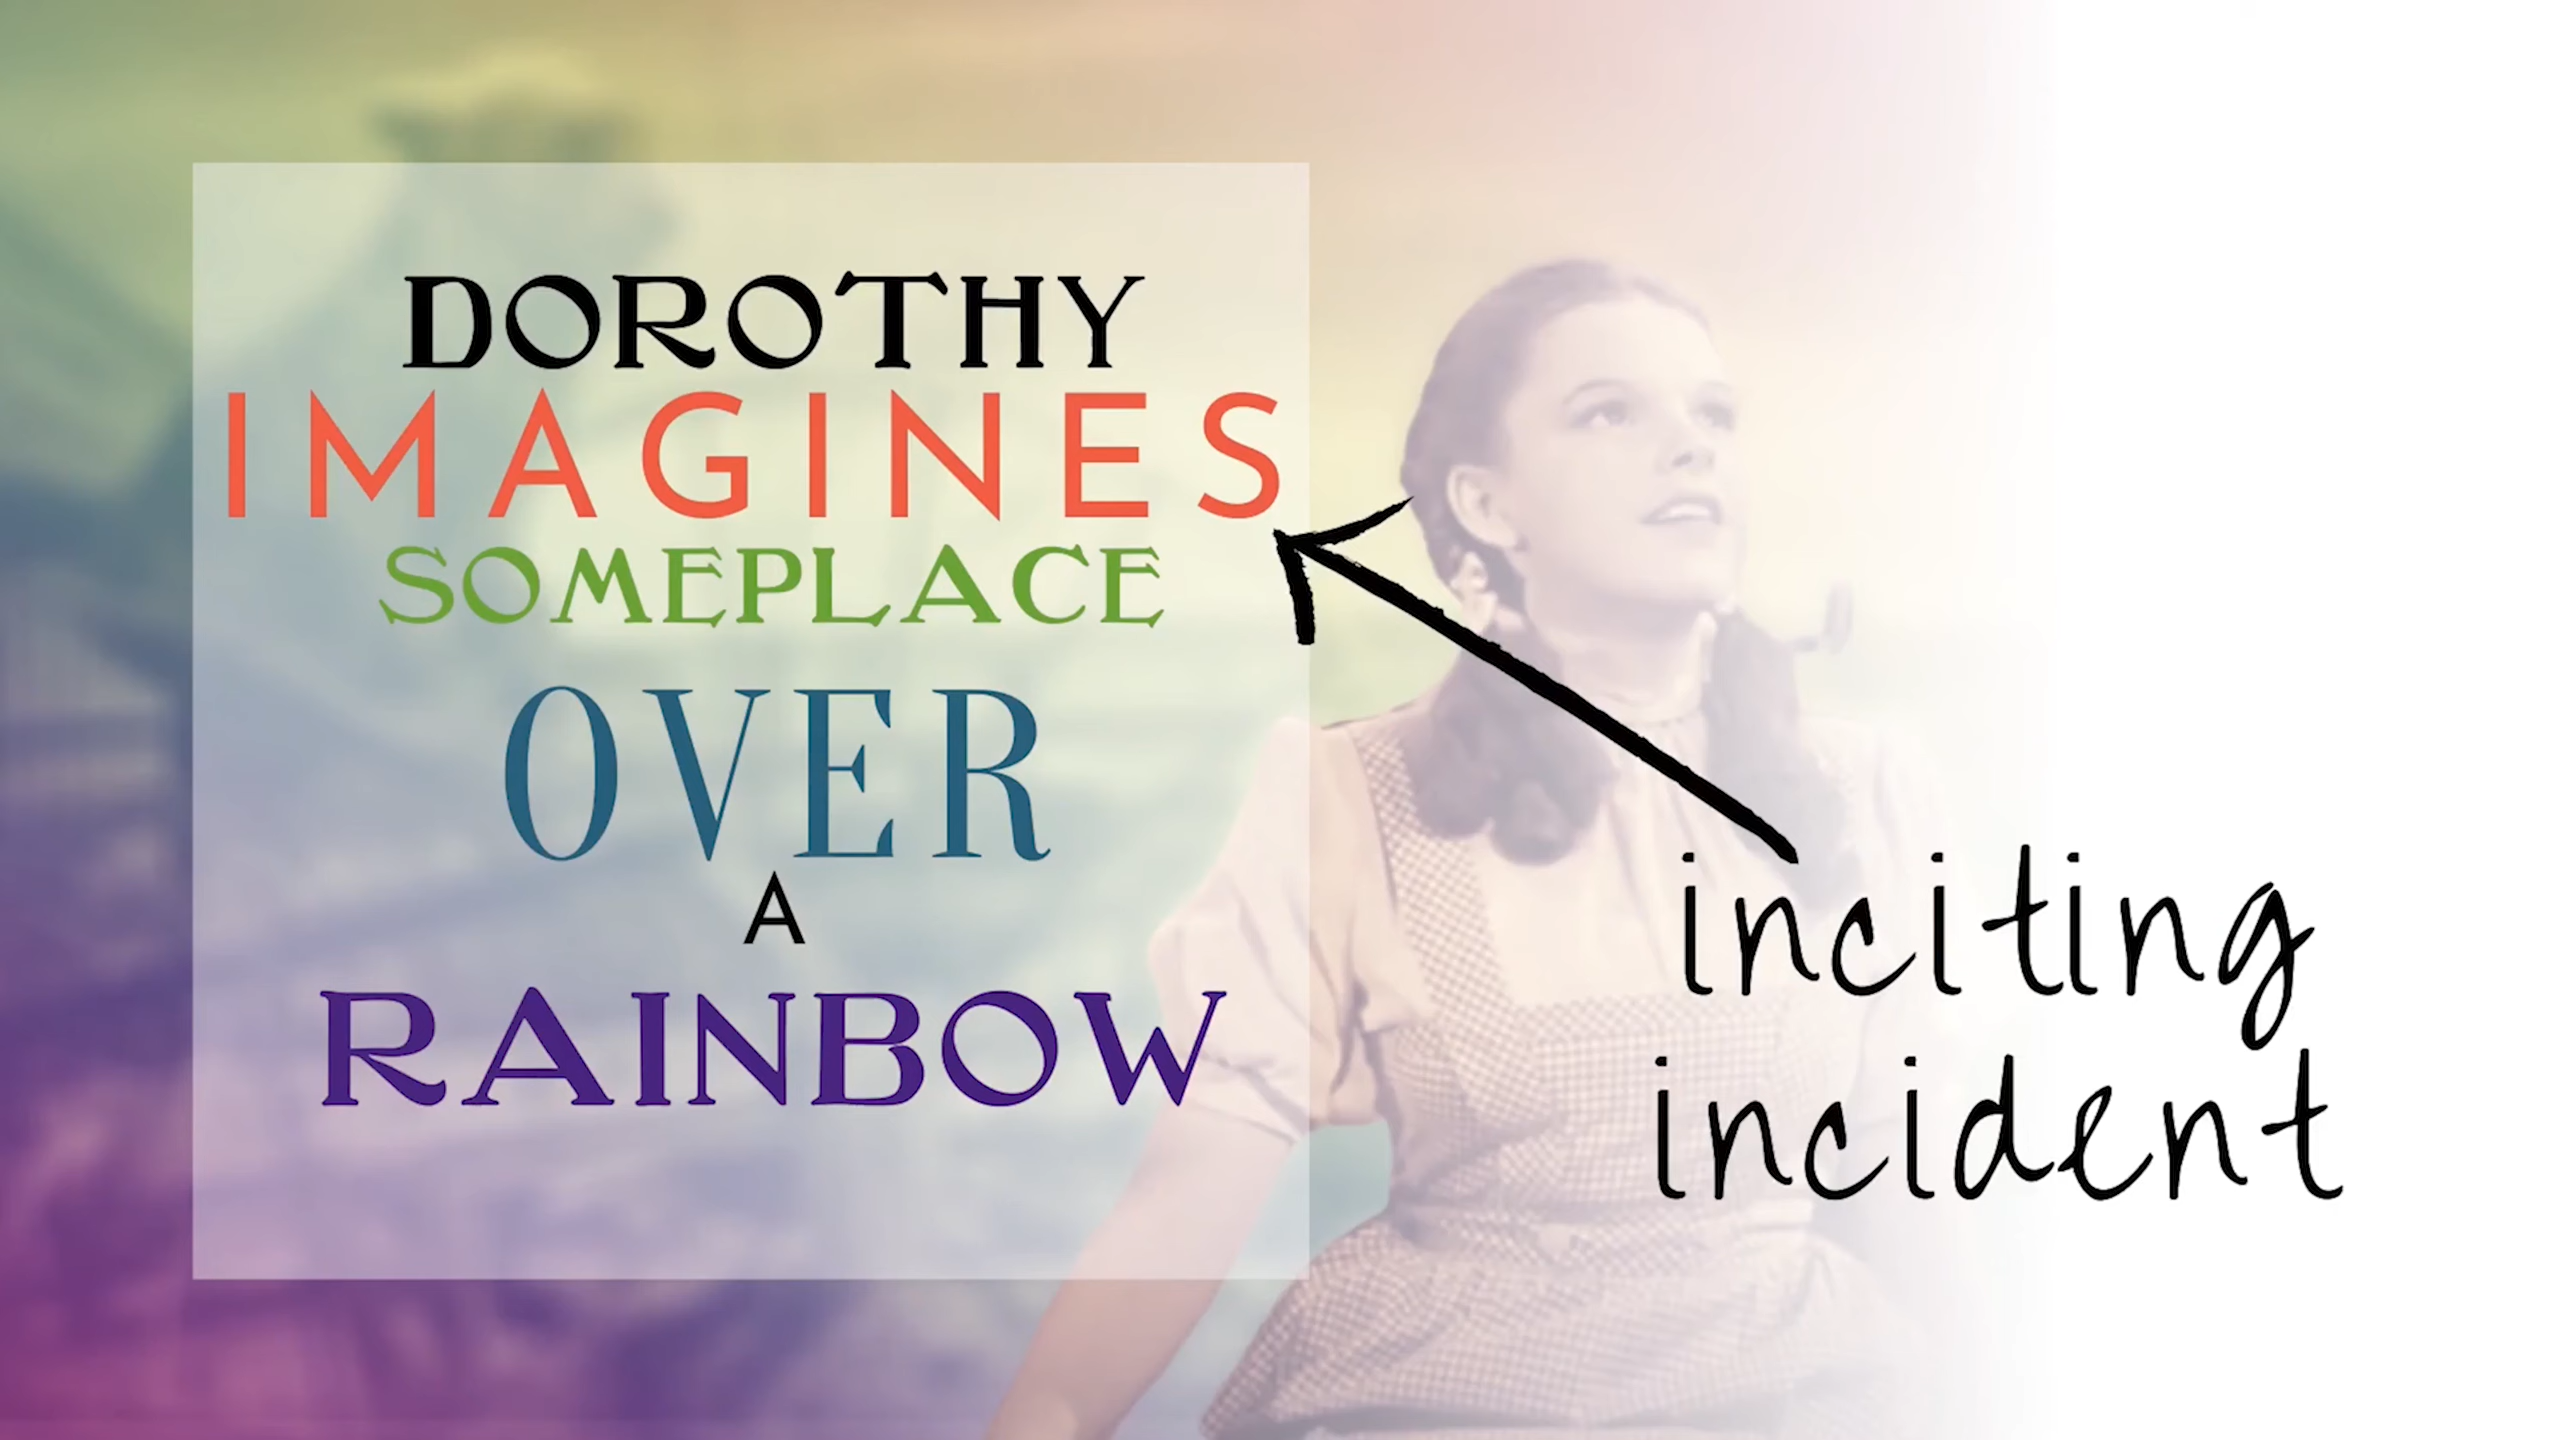 DOROTHY
IMAGINES
SOMEPLACE
OVER
A
RAINBOW
inciting
incident